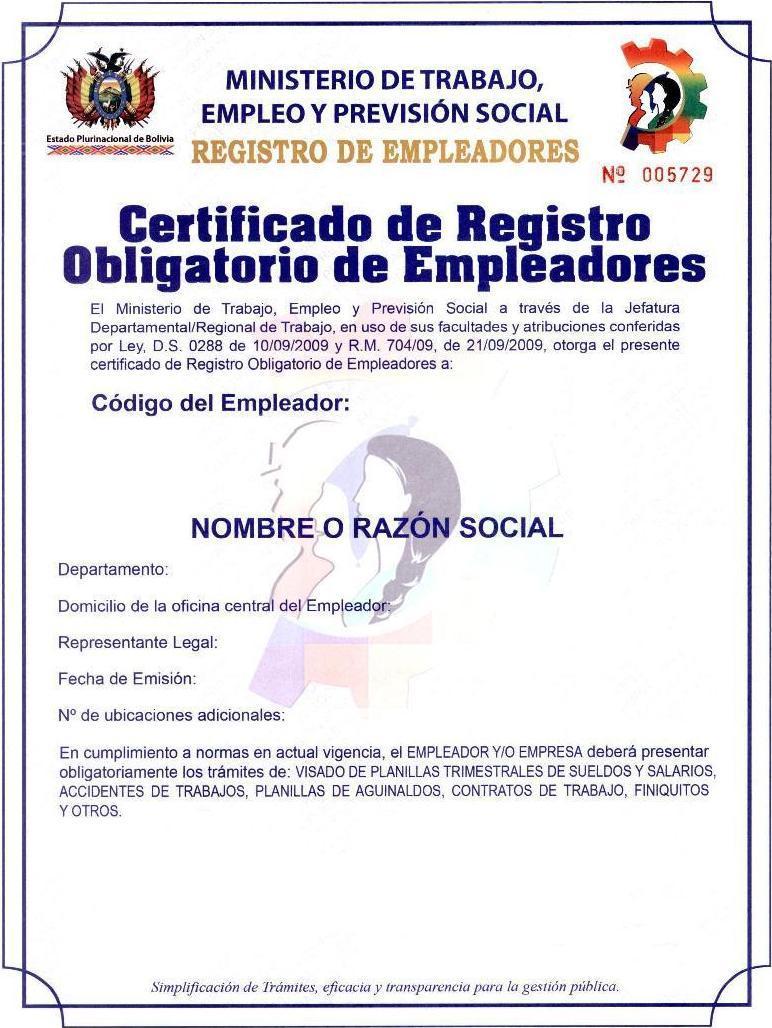 MINISTERIO DE TRABAJO,
EMPLEO Y PREVISIÓN SOCIAL
Estado Plurinacional de Bolivia
REGISTRO DE EMPLEADORES
Nº 005729
Certificado de Registro
Obligatorio de Empleadores
El Ministerio de Trabajo, Empleo y Previsión Social a través de la Jefatura
Departamental/Regional de Trabajo, en uso de sus facultades y atribuciones conferidas
por Ley, D.S. 0288 de 10/09/2009 y R.M. 704/09, de 21/09/2009, otorga el presente
certificado de Registro Obligatorio de Empleadores a:
Código del Empleador:
NOMBRE O RAZÓN SOCIAL
Departamento:
Domicilio de la oficina central del Empleador:
Representante Legal:
Fecha de Emisión:
Nº de ubicaciones adicionales:
En cumplimiento a normas en actual vigencia, el EMPLEADOR Y/O EMPRESA deberá presentar
obligatoriamente los trámites de: VISADO DE PLANILLAS TRIMESTRALES DE SUELDOS Y SALARIOS,
ACCIDENTES DE TRABAJOS, PLANILLAS DE AGUINALDOS, CONTRATOS DE TRABAJO, FINIQUITOS
Y OTROS.
Simplificación de Trámites, eficacia y transparencia para la gestión pública.